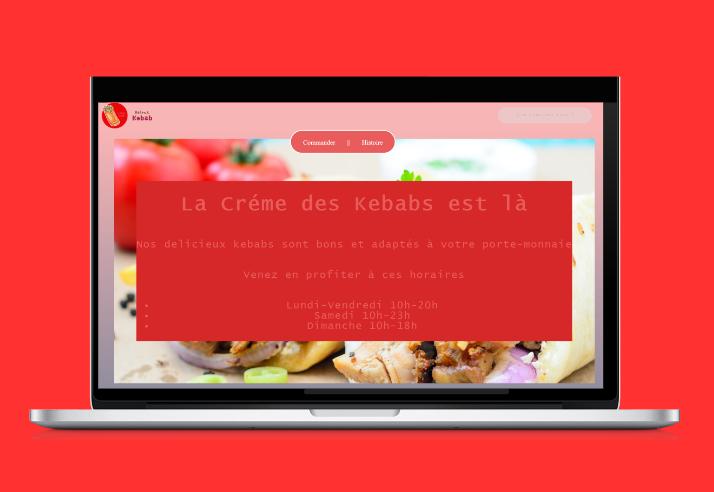 Kebab
Commander || Histoire
La Créme des Kebabs est là
Nos delicieux kebabs sont bons et adaptés à votre porte-monnaie
Venez en profiter à ces horaires
Lundi-Vendredi 10h-20h
Samedi 10h-23h
Dimanche 10h-18h